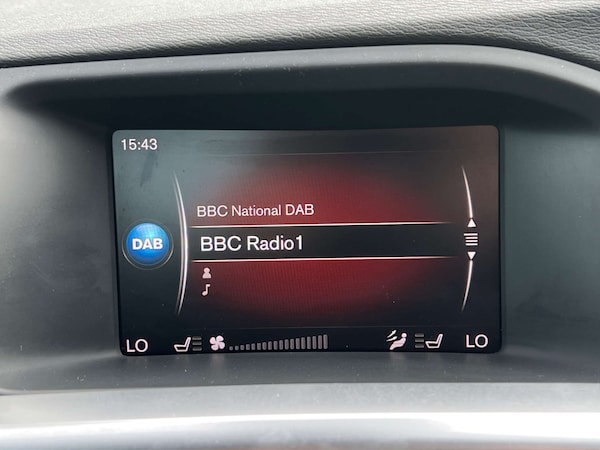 15:43
BBC National DAB
DAB
BBC Radio1
LO
LO